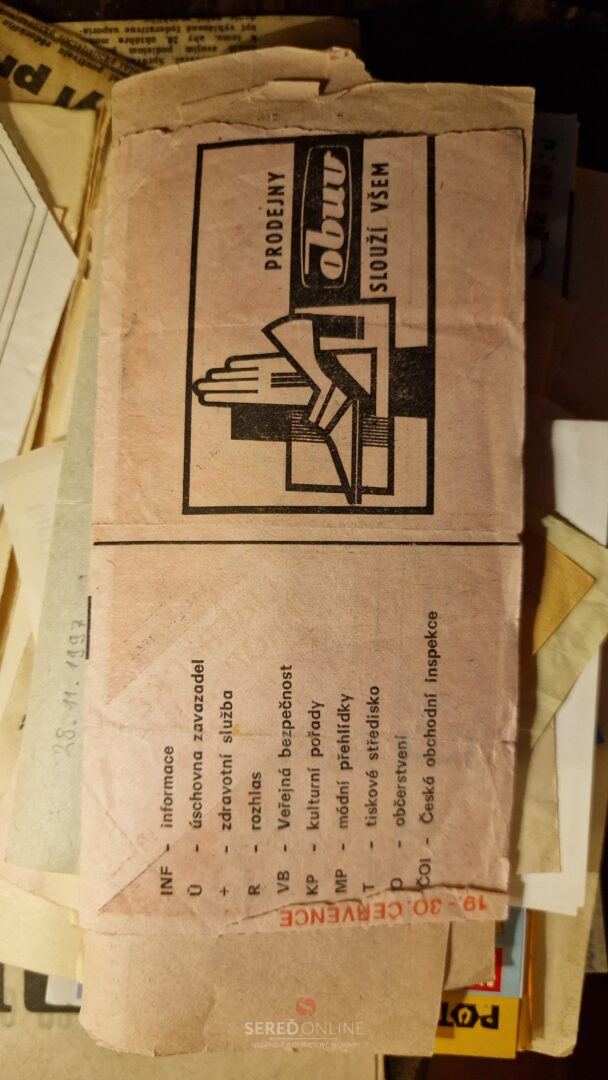 PRODEJNY
obuv
SLOUŽÍ VŠEM
INF - informace
Ú - úschovna zavazadel
+ - zdravotní služba
R - rozhlas
VB - Veřejná bezpečnost
KP - kulturní pořady
MP - módní přehlídky
T - tiskové středisko
O - občerstvení
ČOI - Česká obchodní inspekce
19.-30. ČERVENCE
28.11.1997
SEREĎ ONLINE